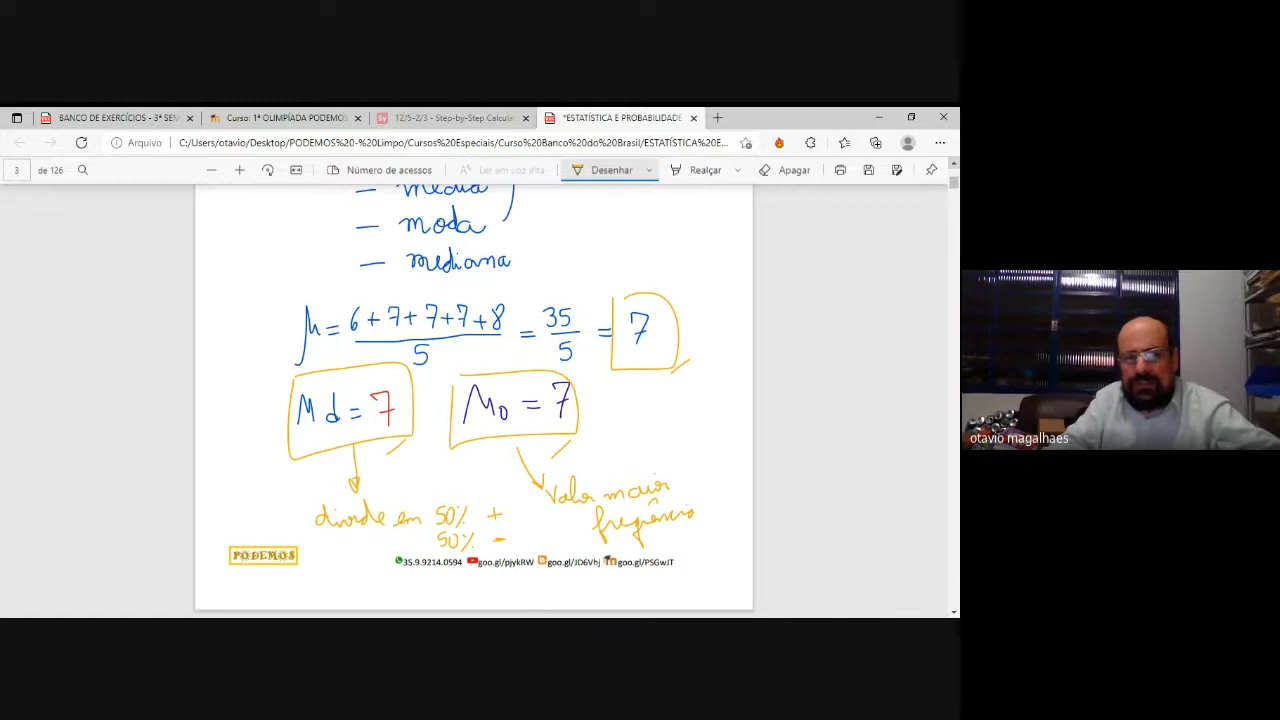 BANCO DE EXERCÍCIOS - 3ª SEM
Curso: 1ª OLIMPÍADA PODEMOS
12/5-2/3 - Step-by-Step Calculat
*ESTATÍSTICA E PROBABILIDADE
Arquivo
C:/Users/otavio/Desktop/PODEMOS%20-%20Limpo/Cursos%20Especiais/Curso%20Banco%20do%20Brasil/ESTATÍSTICA%20E...
3 de 126
Número de acessos
Ler em voz alta
Desenhar
Realçar
Apagar
— média
— moda
— mediana
μ = 6+7+7+7+8 / 5 = 35/5 = 7
Md = 7
Mo = 7
divide em 50% +
50% -
valor maior
freqência
otavio magalhaes
PODEMOS
35.9.9214.0594 goo.gl/pjykRW goo.gl/JD6Vhj goo.gl/PSGwJT